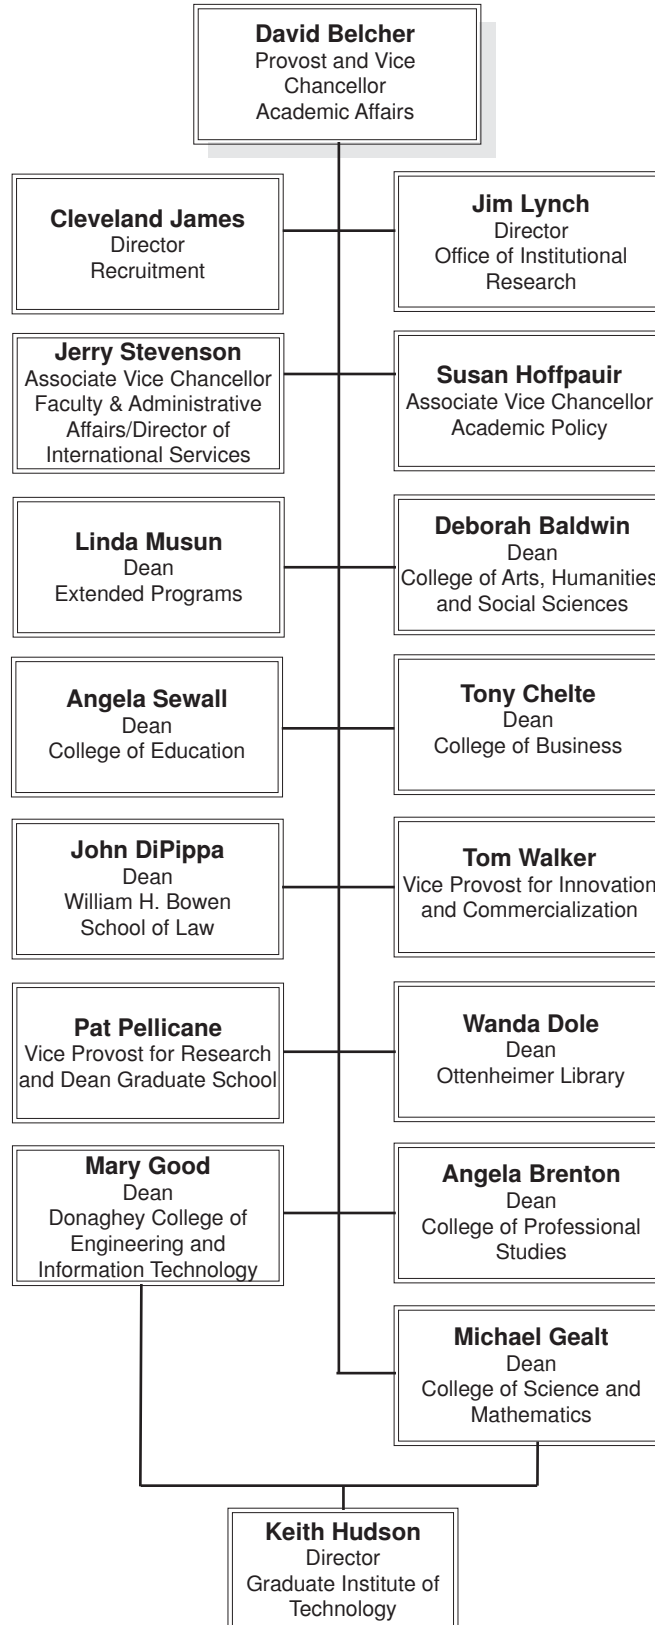 David Belcher
Provost and Vice
Chancellor
Academic Affairs
Cleveland James
Director
Recruitment
Jim Lynch
Director
Office of Institutional
Research
Jerry Stevenson
Associate Vice Chancellor
Faculty & Administrative
Affairs/Director of
International Services
Susan Hoffpauir
Associate Vice Chancellor
Academic Policy
Linda Musun
Dean
Extended Programs
Deborah Baldwin
Dean
College of Arts, Humanities
and Social Sciences
Angela Sewall
Dean
College of Education
Tony Chelte
Dean
College of Business
John DiPippa
Dean
William H. Bowen
School of Law
Tom Walker
Vice Provost for Innovation
and Commercialization
Pat Pellicane
Vice Provost for Research
and Dean Graduate School
Wanda Dole
Dean
Ottenheimer Library
Mary Good
Dean
Donaghey College of
Engineering and
Information Technology
Angela Brenton
Dean
College of Professional
Studies
Michael Gealt
Dean
College of Science and
Mathematics
Keith Hudson
Director
Graduate Institute of
Technology